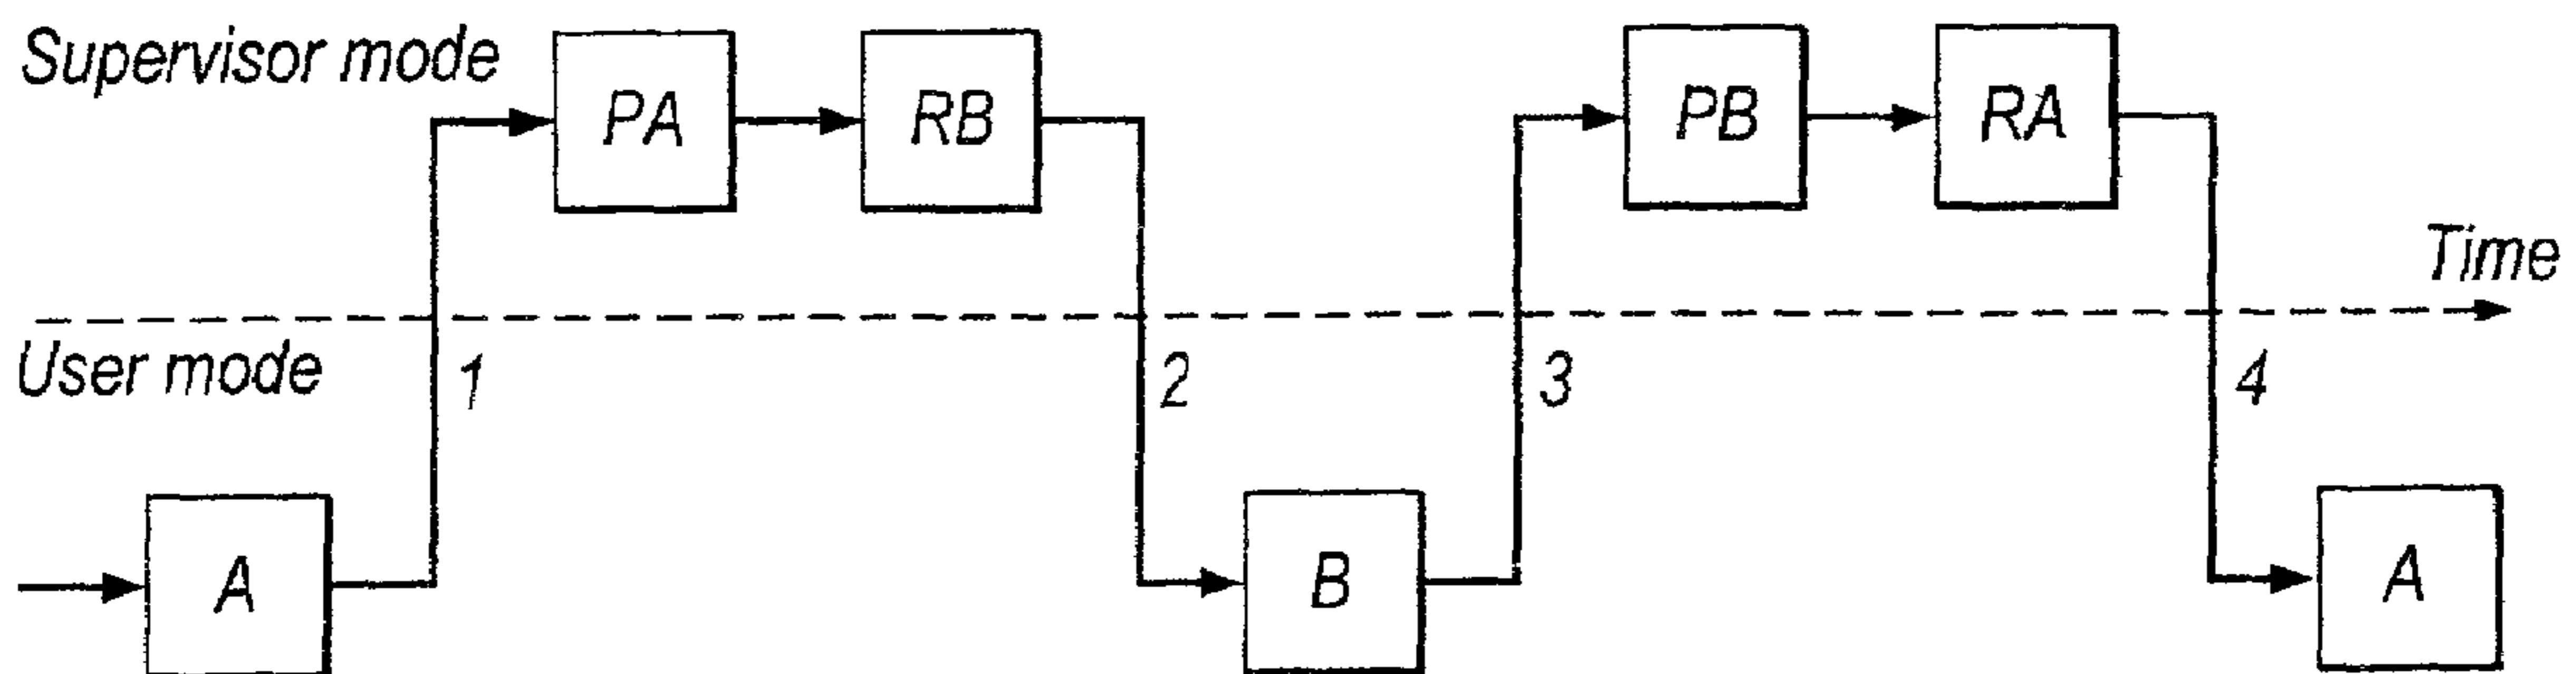 Supervisor mode
PA
RB
PB
RA
Time
User mode
1
2
3
4
A
B
A